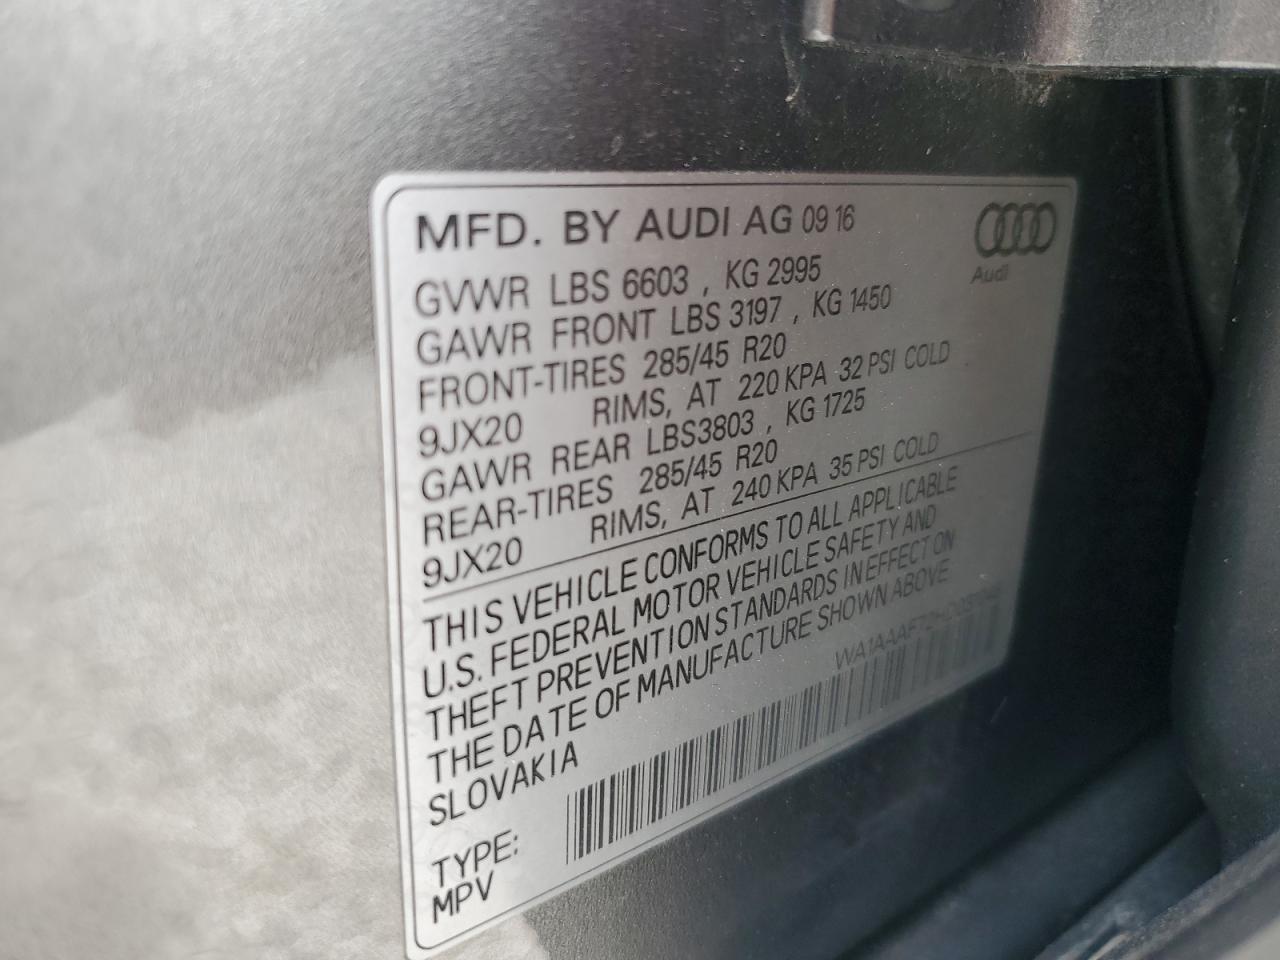 MFD. BY AUDI AG 09 16
Audi
GVWR LBS 6603 , KG 2995
GAWR FRONT LBS 3197 , KG 1450
FRONT-TIRES 285/45 R20
9JX20 RIMS, AT 220 KPA 32 PSI COLD
GAWR REAR LBS3803 , KG 1725
REAR-TIRES 285/45 R20
9JX20 RIMS, AT 240 KPA 35 PSI COLD
THIS VEHICLE CONFORMS TO ALL APPLICABLE
U.S. FEDERAL MOTOR VEHICLE SAFETY AND
THEFT PREVENTION STANDARDS IN EFFECT ON
THE DATE OF MANUFACTURE SHOWN ABOVE
SLOVAKIA
TYPE:
MPV